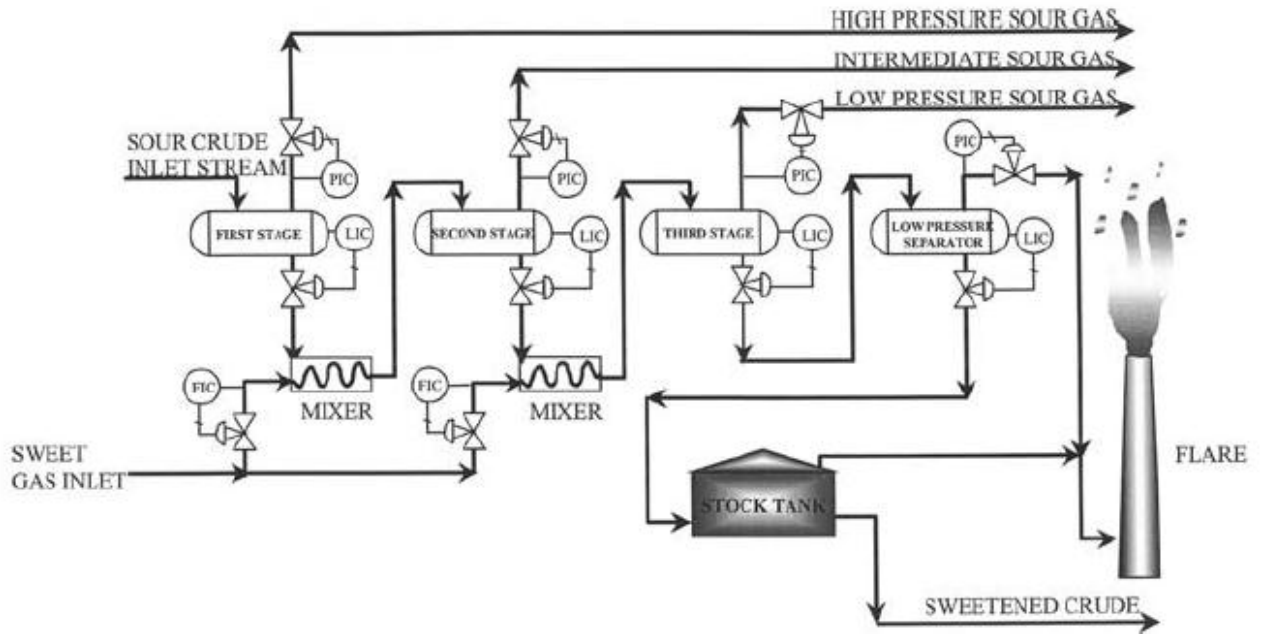 HIGH PRESSURE SOUR GAS
INTERMEDIATE SOUR GAS
LOW PRESSURE SOUR GAS
SOUR CRUDE
INLET STREAM
PIC
PIC
PIC
PIC
FIRST STAGE
LIC
SECOND STAGE
LIC
THIRD STAGE
LIC
LOW PRESSURE
SEPARATOR
LIC
FIC
MIXER
FIC
MIXER
SWEET
GAS INLET
STOCK TANK
FLARE
SWEETENED CRUDE